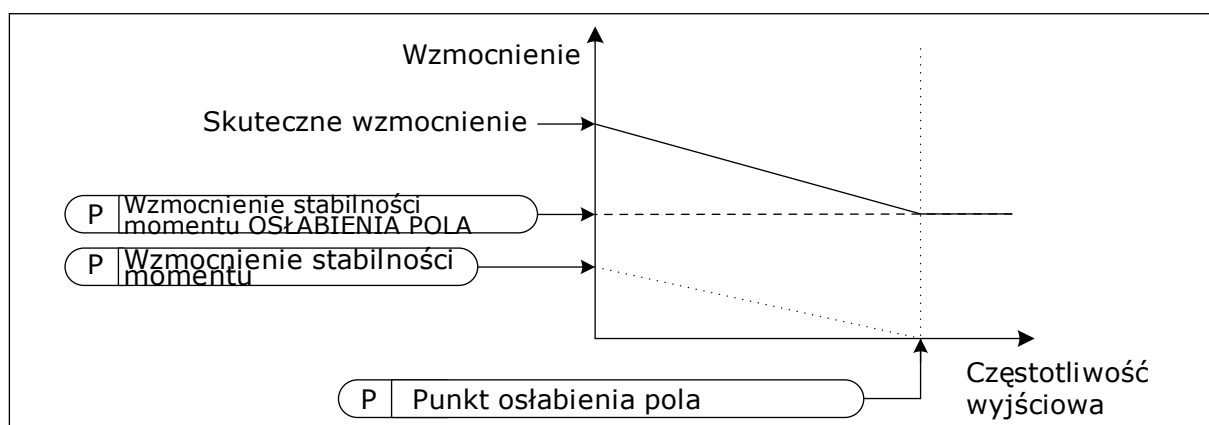 Wzmocnienie
Skuteczne wzmocnienie
P Wzmocnienie stabilności
momentu OSŁABIENIA POLA
P Wzmocnienie stabilności
momentu
P Punkt osłabienia pola
Częstotliwość
wyjściowa